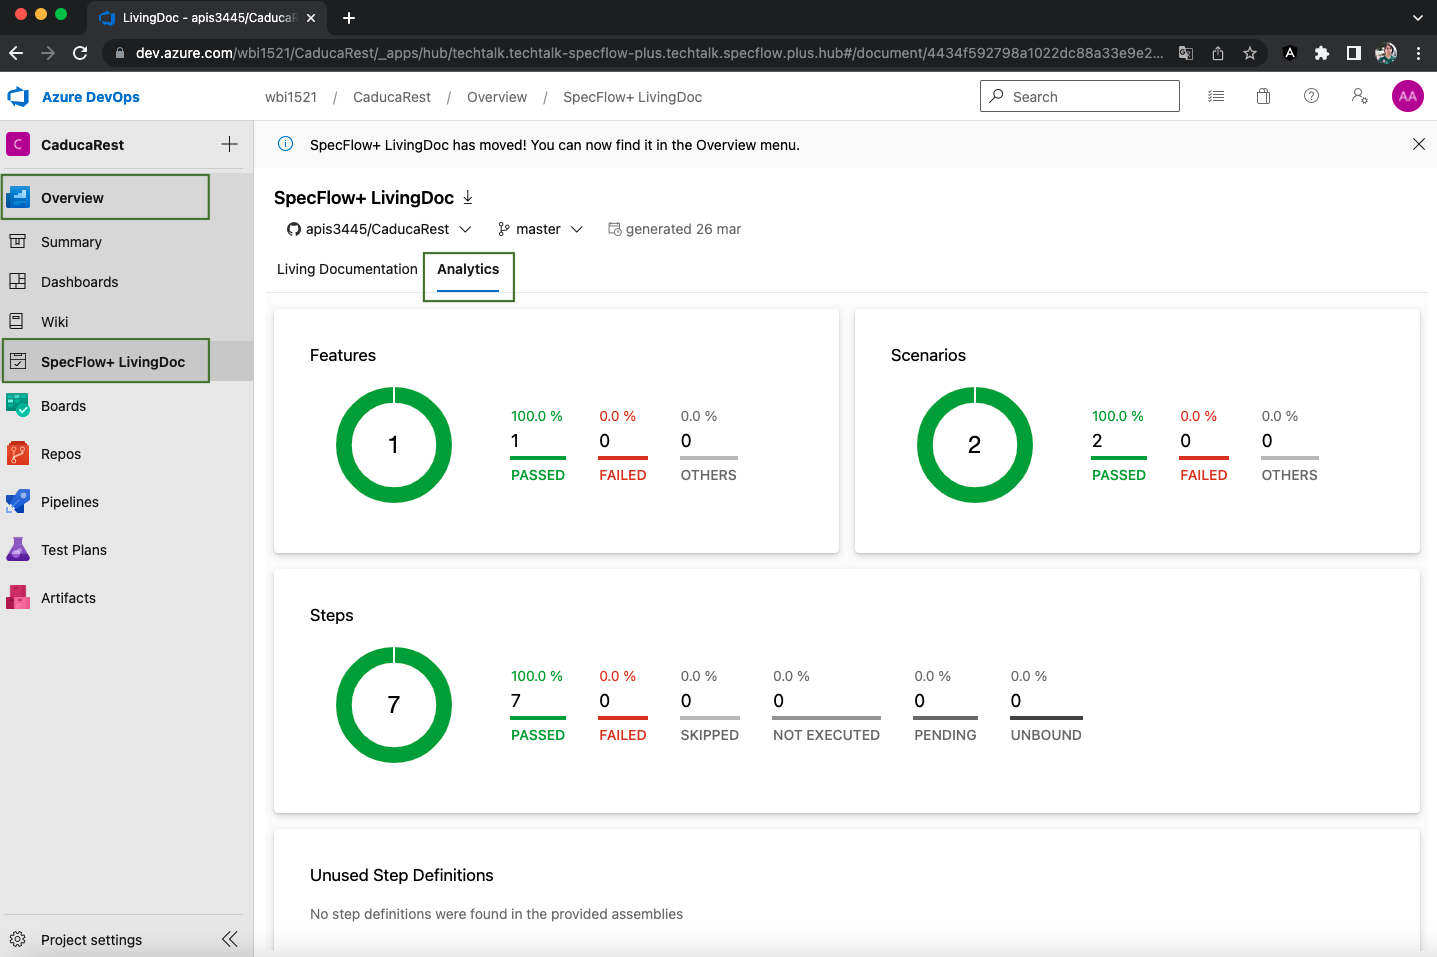 LivingDoc - apis3445/CaducaR
dev.azure.com/wbi1521/CaducaRest/_apps/hub/techtalk.techtalk-specflow-plus.techtalk.specflow.plus.hub#/document/4434f592798a1022dc88a33e9e2...
A
Azure DevOps
wbi1521 / CaducaRest / Overview / SpecFlow+ LivingDoc
Search
AA
C CaducaRest
SpecFlow+ LivingDoc has moved! You can now find it in the Overview menu.
Overview
Summary
Dashboards
Wiki
SpecFlow+ LivingDoc
Boards
Repos
Pipelines
Test Plans
Artifacts
Project settings
SpecFlow+ LivingDoc
apis3445/CaducaRest master generated 26 mar
Living Documentation Analytics
Features
1
100.0 % 0.0 % 0.0 %
1 0 0
PASSED FAILED OTHERS
Scenarios
2
100.0 % 0.0 % 0.0 %
2 0 0
PASSED FAILED OTHERS
Steps
7
100.0 % 0.0 % 0.0 % 0.0 % 0.0 % 0.0 %
7 0 0 0 0 0
PASSED FAILED SKIPPED NOT EXECUTED PENDING UNBOUND
Unused Step Definitions
No step definitions were found in the provided assemblies